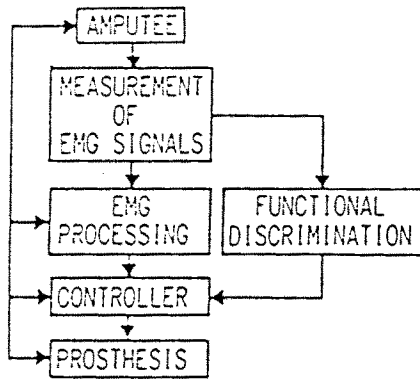 AMPUTEE
MEASUREMENT
OF
EMG SIGNALS
EMG
PROCESSING
FUNCTIONAL
DISCRIMINATION
CONTROLLER
PROSTHESIS